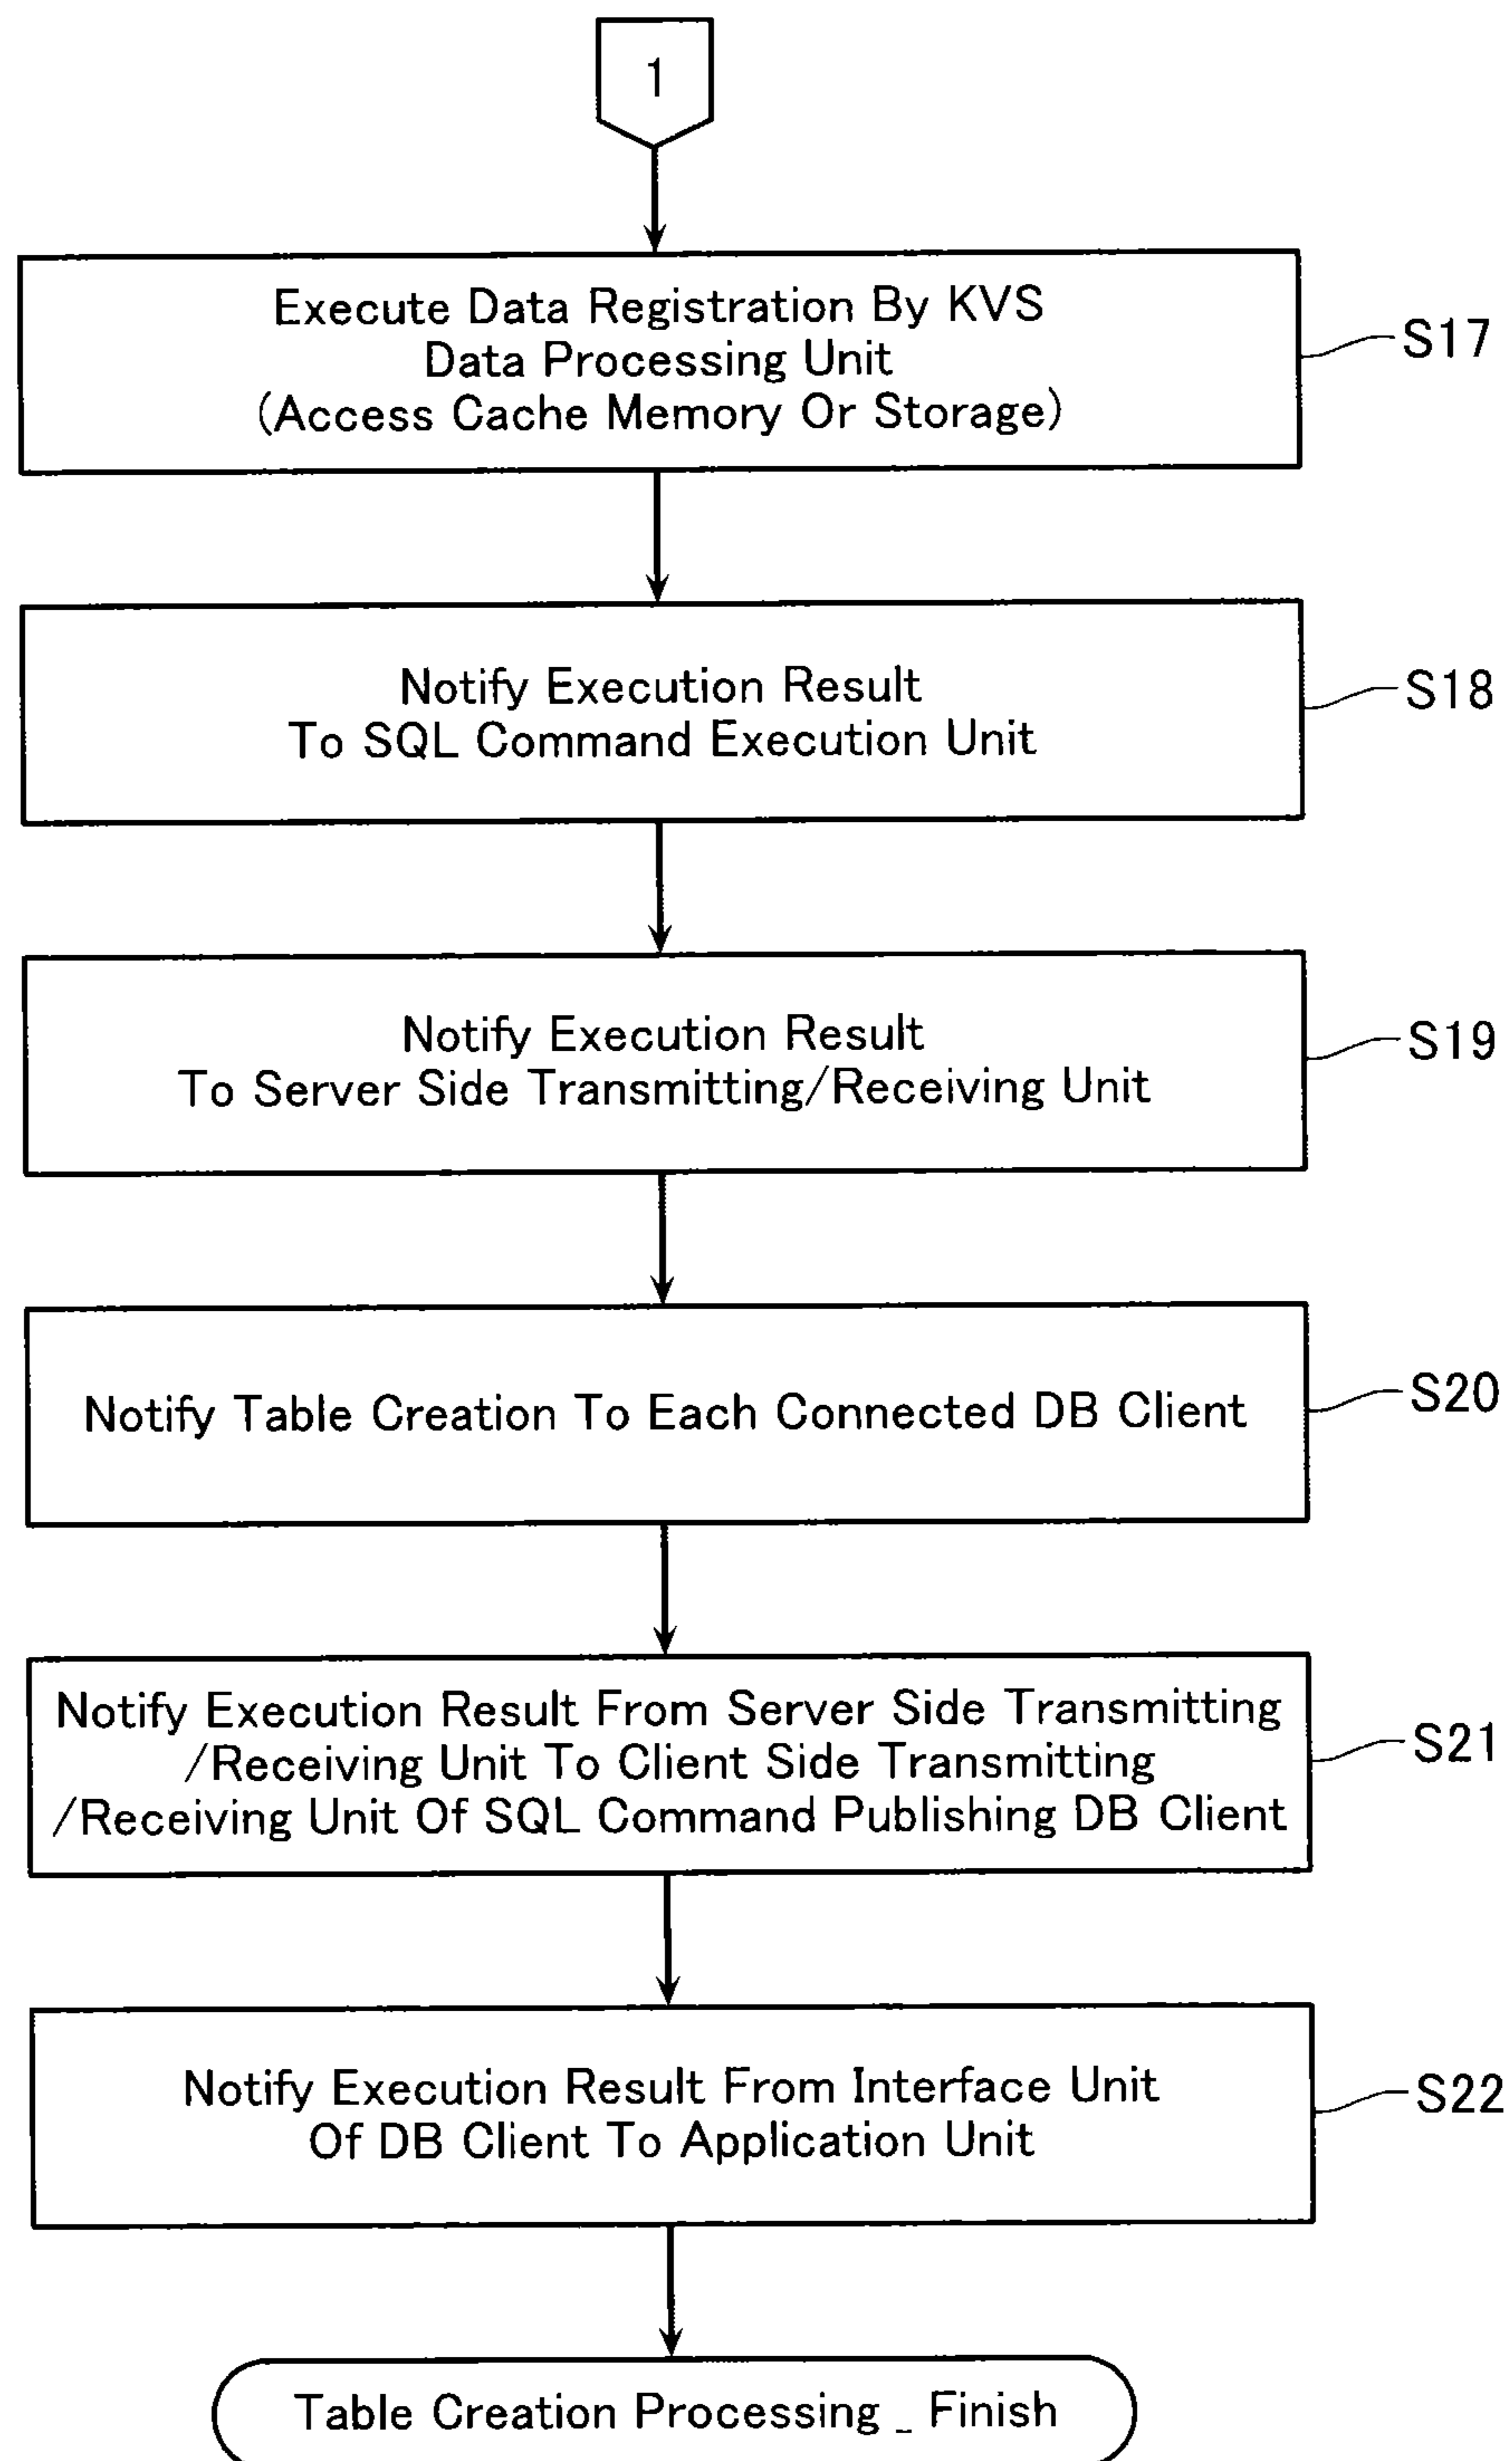 1
Execute Data Registration By KVS
Data Processing Unit
(Access Cache Memory Or Storage)
S17
Notify Execution Result
To SQL Command Execution Unit
S18
Notify Execution Result
To Server Side Transmitting/Receiving Unit
S19
Notify Table Creation To Each Connected DB Client
S20
Notify Execution Result From Server Side Transmitting
/Receiving Unit To Client Side Transmitting
/Receiving Unit Of SQL Command Publishing DB Client
S21
Notify Execution Result From Interface Unit
Of DB Client To Application Unit
S22
Table Creation Processing _ Finish